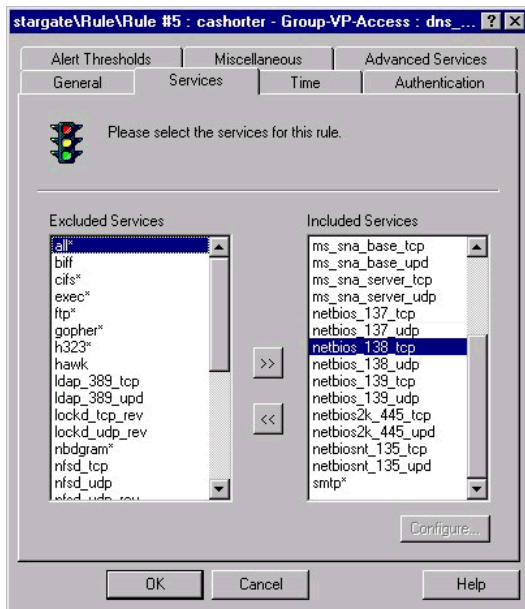 stargate\Rule\Rule #5 : cashorter - Group-VP-Access : dns_...
Alert Thresholds
Miscellaneous
Advanced Services
General
Services
Time
Authentication
Please select the services for this rule.
Excluded Services
all*
biff
cifs*
exec*
ftp*
gopher*
h323*
hawk
ldap_389_tcp
ldap_389_upd
lockd_tcp_rev
lockd_udp_rev
nbdgram*
nfsd_tcp
nfsd_udp
nfsd_udp_rev
>>
<<
Included Services
ms_sna_base_tcp
ms_sna_base_upd
ms_sna_server_tcp
ms_sna_server_udp
netbios_137_tcp
netbios_137_udp
netbios_138_tcp
netbios_138_udp
netbios_139_tcp
netbios_139_udp
netbios2k_445_tcp
netbios2k_445_upd
netbiosnt_135_tcp
netbiosnt_135_upd
smtp*
Configure...
OK
Cancel
Help